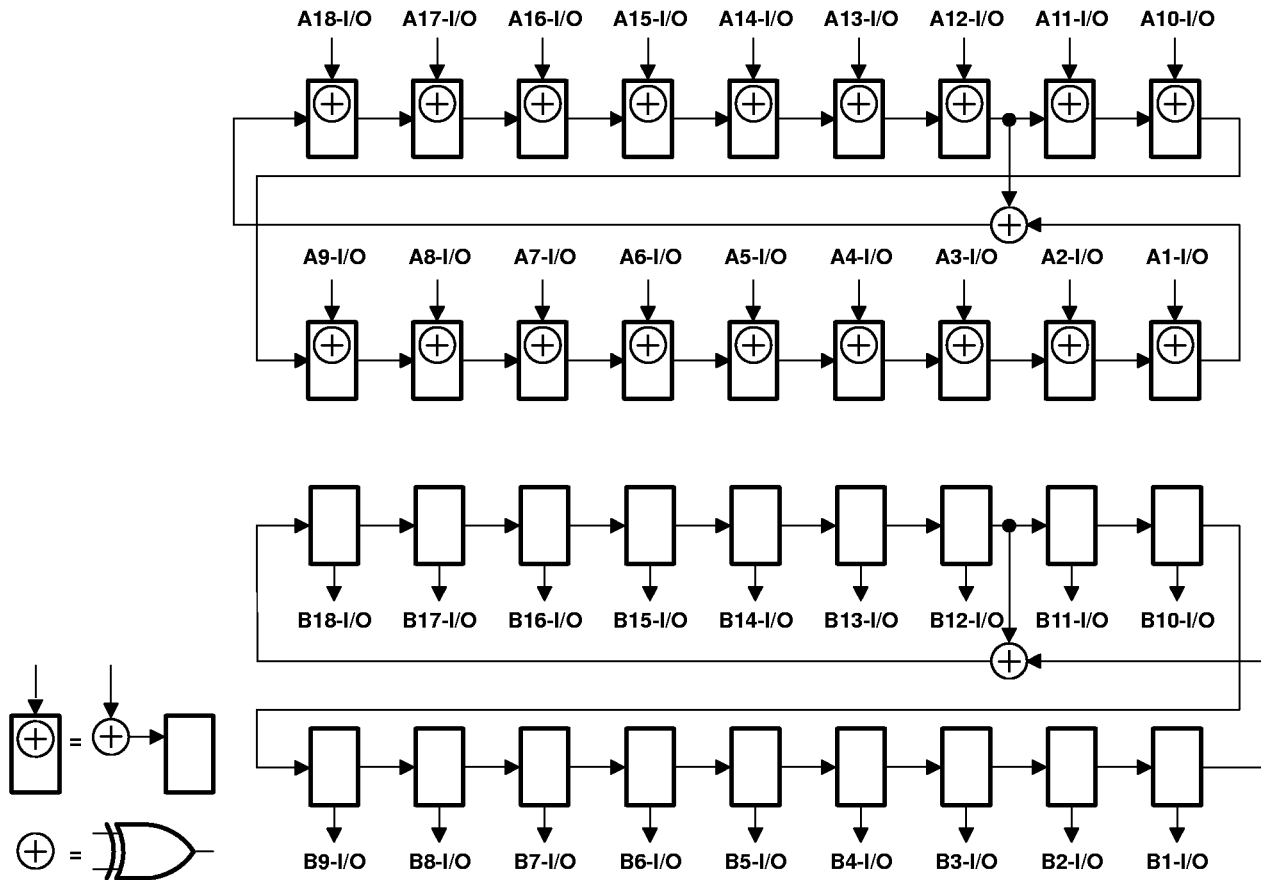 A18-I/O A17-I/O A16-I/O A15-I/O A14-I/O A13-I/O A12-I/O A11-I/O A10-I/O
A9-I/O A8-I/O A7-I/O A6-I/O A5-I/O A4-I/O A3-I/O A2-I/O A1-I/O
B18-I/O B17-I/O B16-I/O B15-I/O B14-I/O B13-I/O B12-I/O B11-I/O B10-I/O
=
=
B9-I/O B8-I/O B7-I/O B6-I/O B5-I/O B4-I/O B3-I/O B2-I/O B1-I/O